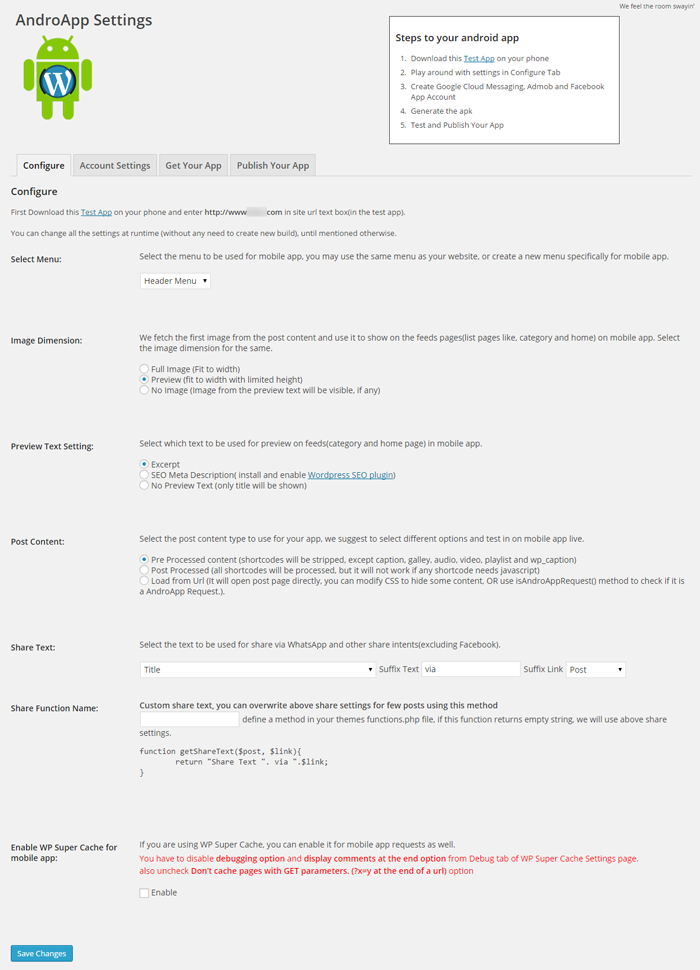 We feel the room swayin'
AndroApp Settings
Steps to your android app
1. Download this Test App on your phone
2. Play around with settings in Configure Tab
3. Create Google Cloud Messaging, Admob and Facebook
App Account
4. Generate the apk
5. Test and Publish Your App
Configure
Account Settings
Get Your App
Publish Your App
Configure
First Download this Test App on your phone and enter http://www com in site url text box(in the test app).
You can change all the settings at runtime (without any need to create new build), until mentioned otherwise.
Select Menu:
Select the menu to be used for mobile app, you may use the same menu as your website, or create a new menu specifically for mobile app.
Header Menu
Image Dimension:
We fetch the first image from the post content and use it to show on the feeds pages(list pages like, category and home) on mobile app. Select
the image dimension for the same.
Full Image (Fit to width)
Preview (fit to width with limited height)
No Image (Image from the preview text will be visible, if any)
Preview Text Setting:
Select which text to be used for preview on feeds(category and home page) in mobile app.
Excerpt
SEO Meta Description( install and enable Wordpress SEO plugin)
No Preview Text (only title will be shown)
Post Content:
Select the post content type to use for your app, we suggest to select different options and test in on mobile app live.
Pre Processed content (shortcodes will be stripped, except caption, galley, audio, video, playlist and wp_caption)
Post Processed (all shortcodes will be processed, but it will not work if any shortcode needs javascript)
Load from Url (It will open post page directly, you can modify CSS to hide some content, OR use isAndroAppRequest() method to check if it is
a AndroApp Request.).
Share Text:
Select the text to be used for share via WhatsApp and other share intents(excluding Facebook).
Title Suffix Text via Suffix Link Post
Share Function Name:
Custom share text, you can overwrite above share settings for few posts using this method
define a method in your themes functions.php file, if this function returns empty string, we will use above share
settings.
function getShareText($post, $link){
return "Share Text ". via ".$link;
}
Enable WP Super Cache for
mobile app:
If you are using WP Super Cache, you can enable it for mobile app requests as well.
You have to disable debugging option and display comments at the end option from Debug tab of WP Super Cache Settings page.
also uncheck Don't cache pages with GET parameters. (?x=y at the end of a url) option
Enable
Save Changes